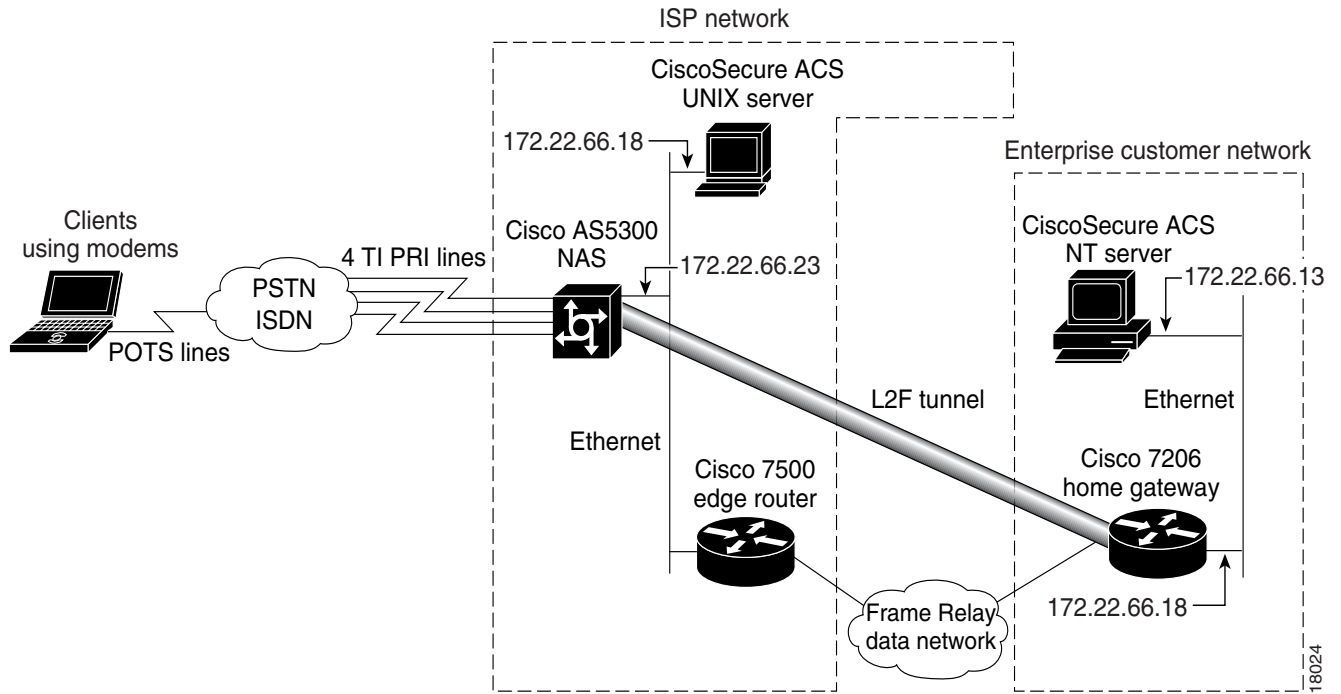 ISP network
CiscoSecure ACS
UNIX server
172.22.66.18
Enterprise customer network
Clients
using modems
4 TI PRI lines
Cisco AS5300
NAS
172.22.66.23
CiscoSecure ACS
NT server
172.22.66.13
PSTN
ISDN
POTS lines
L2F tunnel
Ethernet
Ethernet
Cisco 7500
edge router
Cisco 7206
home gateway
Frame Relay
data network
172.22.66.18
18024